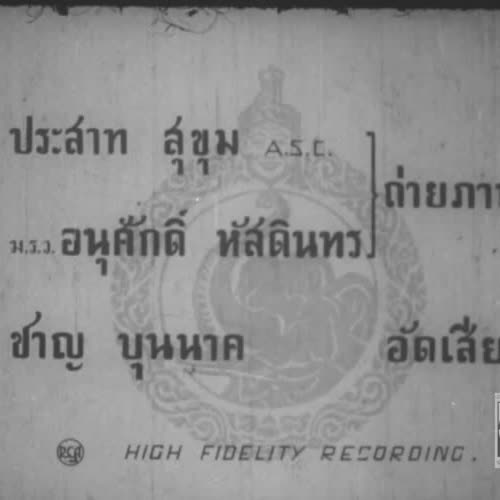 ประสาท สุขุม A.S.C.
ถ่ายภา
ม.ร.ว. อนุศักดิ์ หัสดินทร
ชาญ บุนนาค อัดเสีย
RCA HIGH FIDELITY RECORDING.